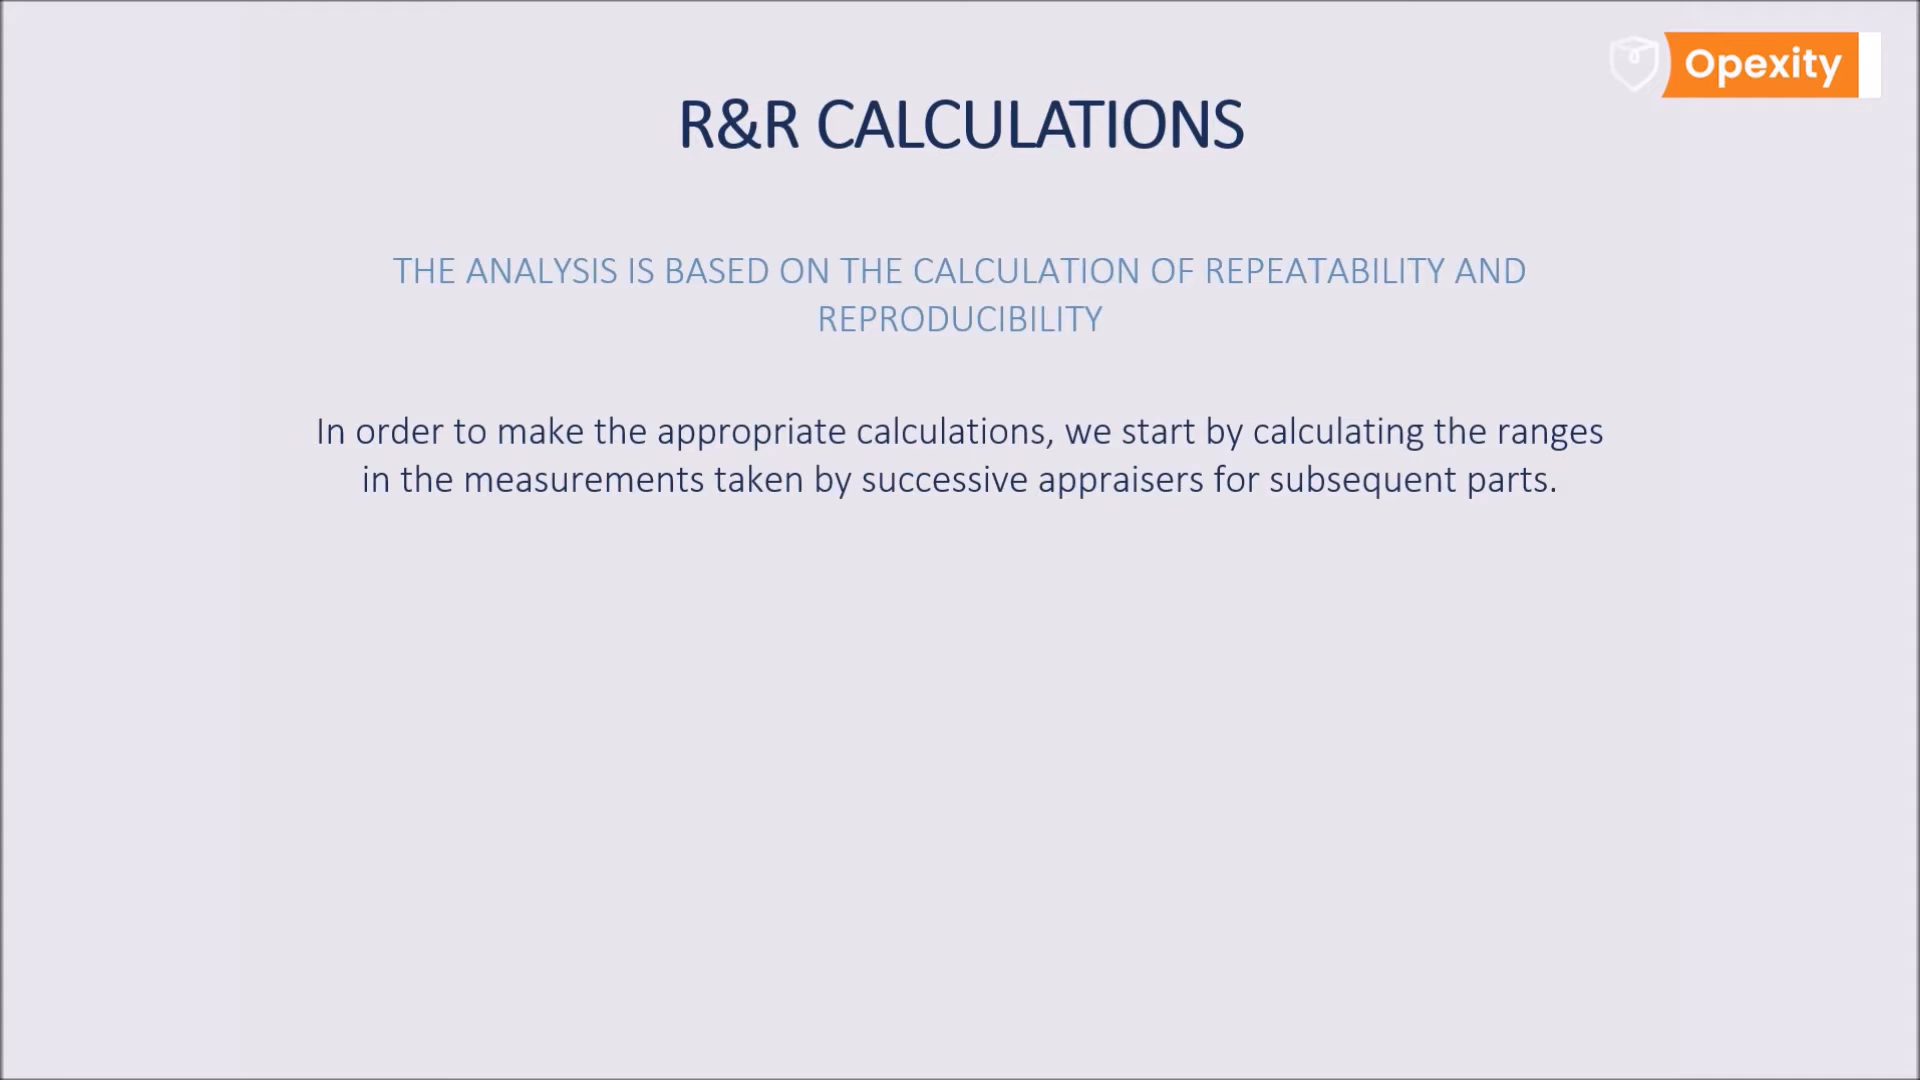 Opexity
R&R CALCULATIONS
THE ANALYSIS IS BASED ON THE CALCULATION OF REPEATABILITY AND
REPRODUCIBILITY
In order to make the appropriate calculations, we start by calculating the ranges
in the measurements taken by successive appraisers for subsequent parts.